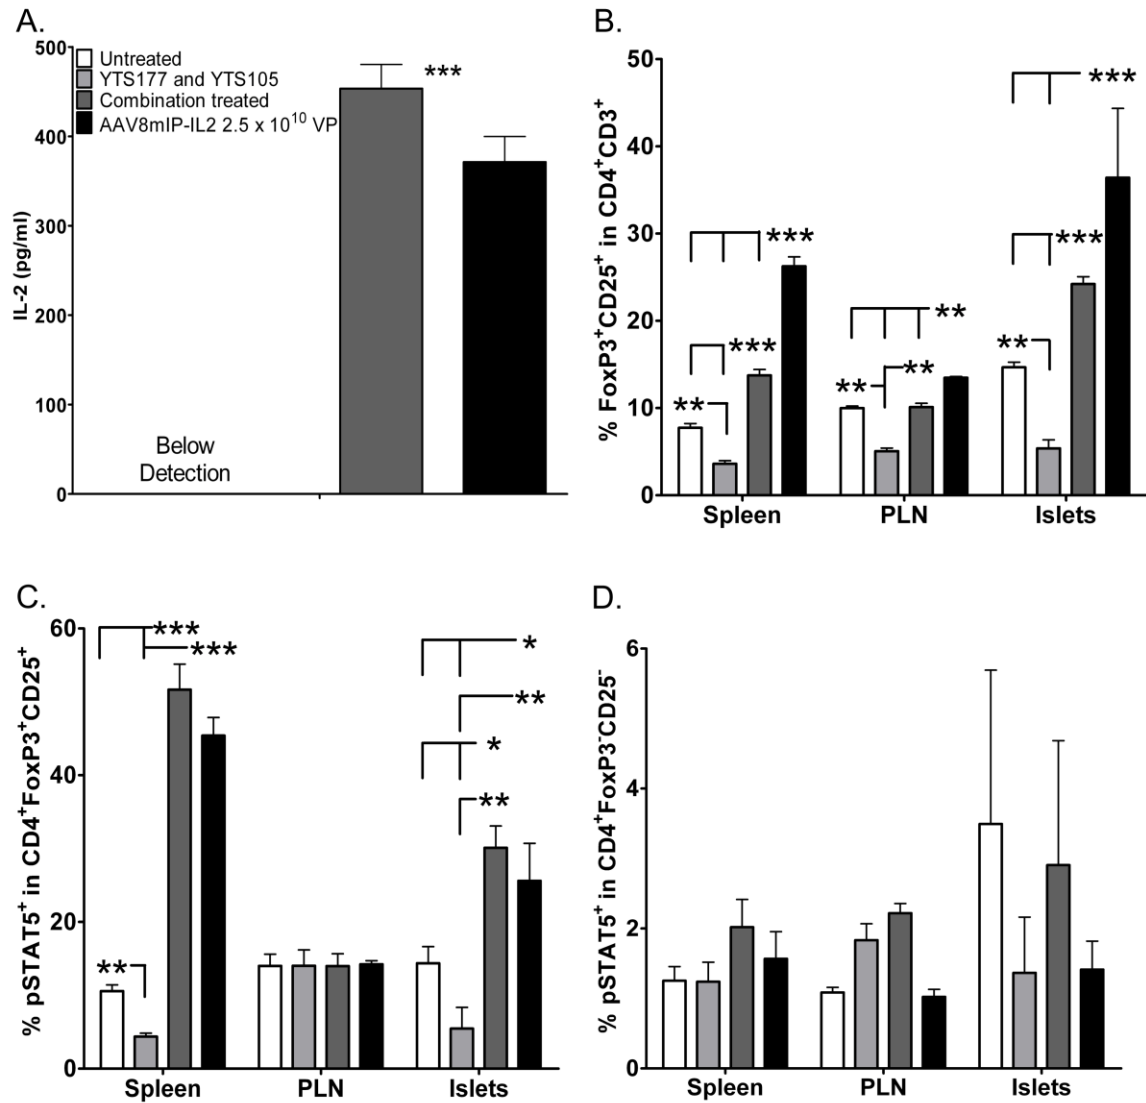 A.
500
400
300
200
100
0
IL-2 (pg/ml)
Untreated
YTS177 and YTS105
Combination treated
AAV8mIP-IL2 2.5 x 10¹⁰ VP
***
Below
Detection
B.
50
40
30
20
10
0
% FoxP3⁺CD25⁺ in CD4⁺CD3⁺
***
***
***
***
**
**
**
**
**
Spleen
PLN
Islets
C.
60
40
20
0
% pSTAT5⁺ in CD4⁺FoxP3⁺CD25⁺
***
***
**
*
**
*
**
Spleen
PLN
Islets
D.
6
4
2
0
% pSTAT5⁺ in CD4⁺FoxP3⁻CD25⁻
Spleen
PLN
Islets